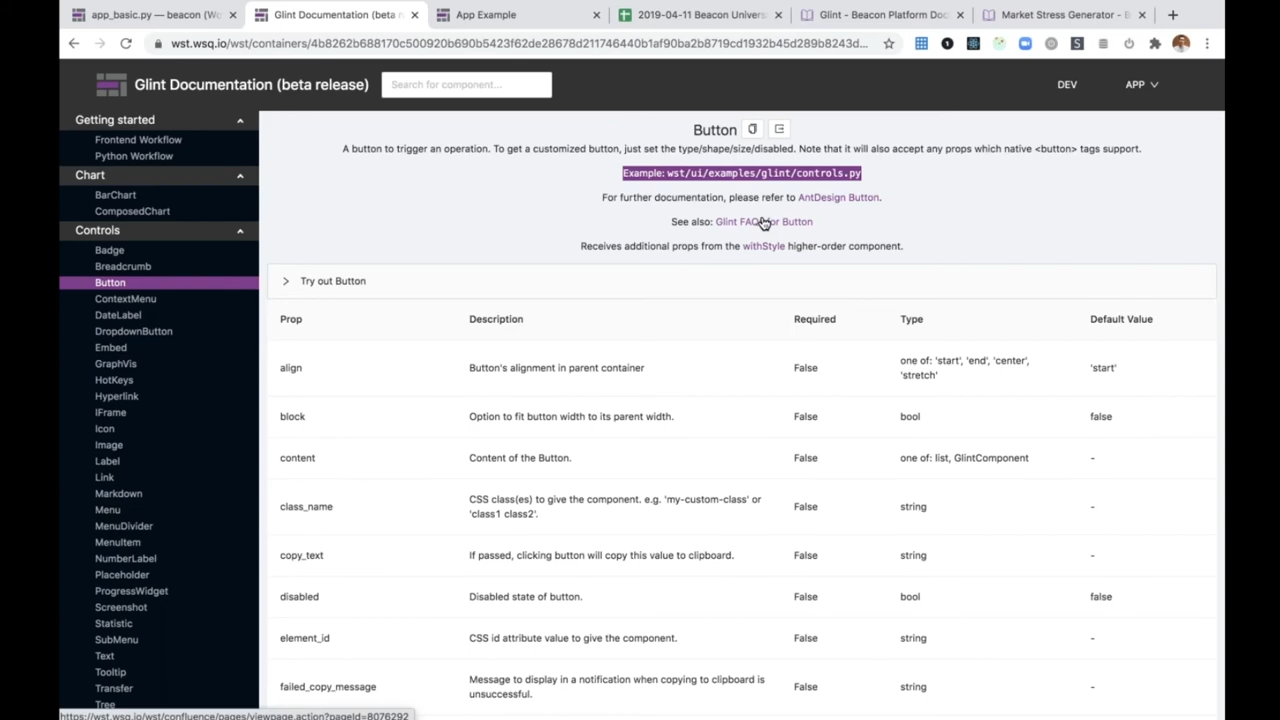 app_basic.py — beacon (Wo
Glint Documentation (beta relea
App Example
2019-04-11 Beacon Univers
Glint - Beacon Platform Doc
Market Stress Generator - B
wst.wsq.io/wst/containers/4b8262b688170c500920b690b5423f62de28678d211746440b1af90ba2b8719cd1932b45d289b8243d...
Glint Documentation (beta release)
Search for component...
DEV
APP
Getting started
Frontend Workflow
Python Workflow
Chart
BarChart
ComposedChart
Controls
Badge
Breadcrumb
Button
ContextMenu
DateLabel
DropdownButton
Embed
GraphVis
HotKeys
Hyperlink
IFrame
Icon
Image
Label
Link
Markdown
Menu
MenuDivider
MenuItem
NumberLabel
Placeholder
ProgressWidget
Screenshot
Statistic
SubMenu
Text
Tooltip
Transfer
Tree
Button
A button to trigger an operation. To get a customized button, just set the type/shape/size/disabled. Note that it will also accept any props which native <button> tags support.
Example: wst/ui/examples/glint/controls.py
For further documentation, please refer to AntDesign Button.
See also: Glint FAQ for Button
Receives additional props from the withStyle higher-order component.
Try out Button
Prop Description Required Type Default Value
align Button's alignment in parent container False one of: 'start', 'end', 'center', 'stretch' 'start'
block Option to fit button width to its parent width. False bool false
content Content of the Button. False one of: list, GlintComponent -
class_name CSS class(es) to give the component. e.g. 'my-custom-class' or 'class1 class2'. False string -
copy_text If passed, clicking button will copy this value to clipboard. False string -
disabled Disabled state of button. False bool false
element_id CSS id attribute value to give the component. False string -
failed_copy_message Message to display in a notification when copying to clipboard is unsuccessful. False string -
https://wst.wsq.io/wst/confluence/pages/viewpage.action?pageId=8076292